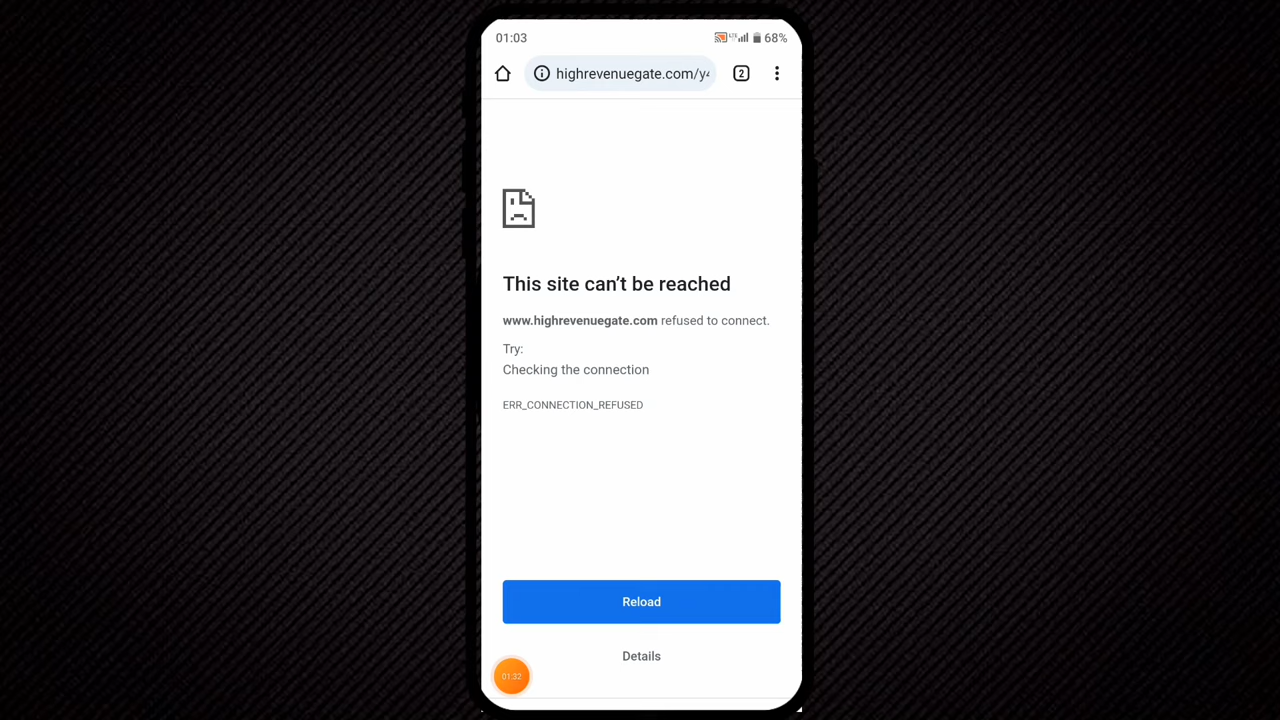 01:03
LTE 68%
highrevenuegate.com/y
2
This site can’t be reached
www.highrevenuegate.com refused to connect.
Try:
Checking the connection
ERR_CONNECTION_REFUSED
Reload
Details
01:32